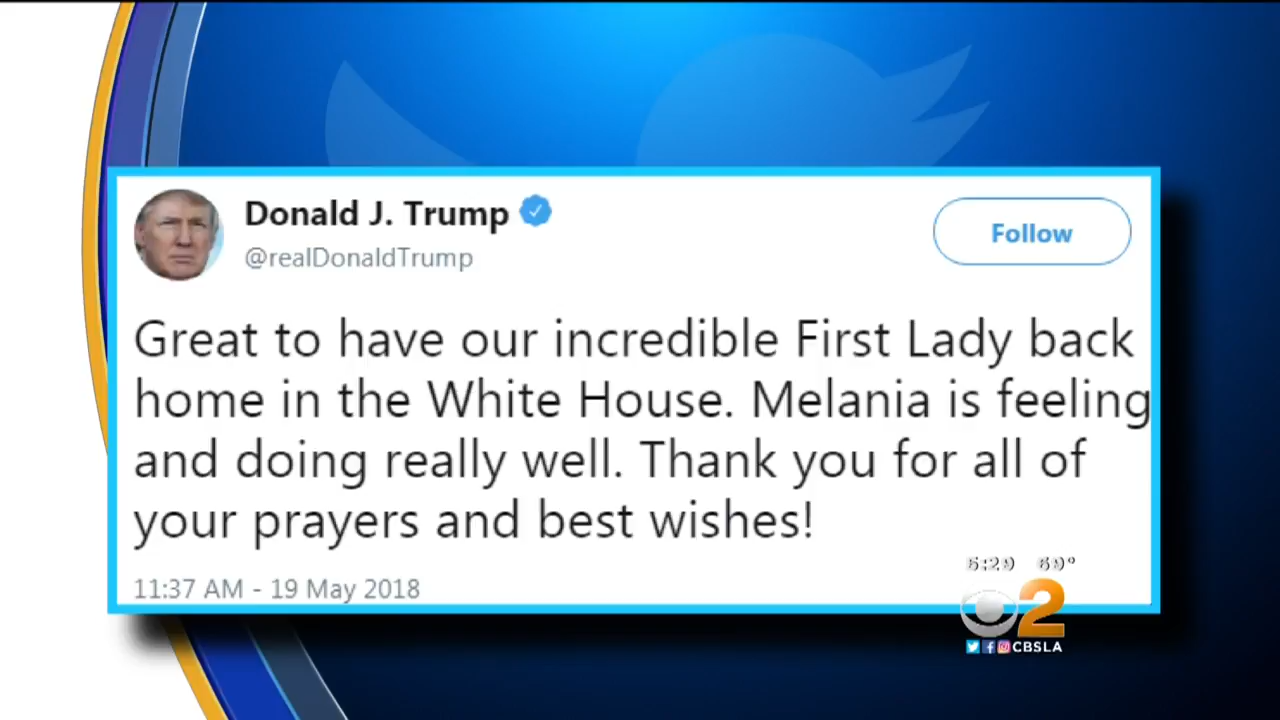 Donald J. Trump
@realDonaldTrump
Follow
Great to have our incredible First Lady back
home in the White House. Melania is feeling
and doing really well. Thank you for all of
your prayers and best wishes!
11:37 AM - 19 May 2018
5:29 59°
2
CBSLA